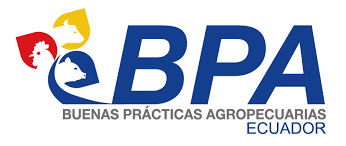 BPA
BUENAS PRÁCTICAS AGROPECUARIAS
ECUADOR